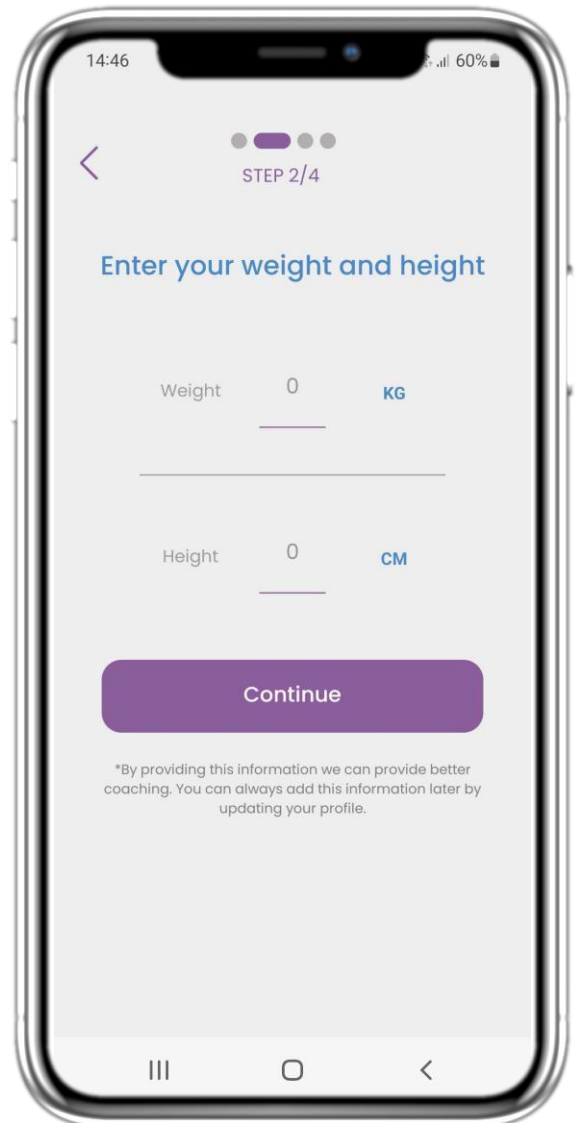 14:46
60%
STEP 2/4
Enter your weight and height
Weight 0 KG
Height 0 CM
Continue
*By providing this information we can provide better
coaching. You can always add this information later by
updating your profile.